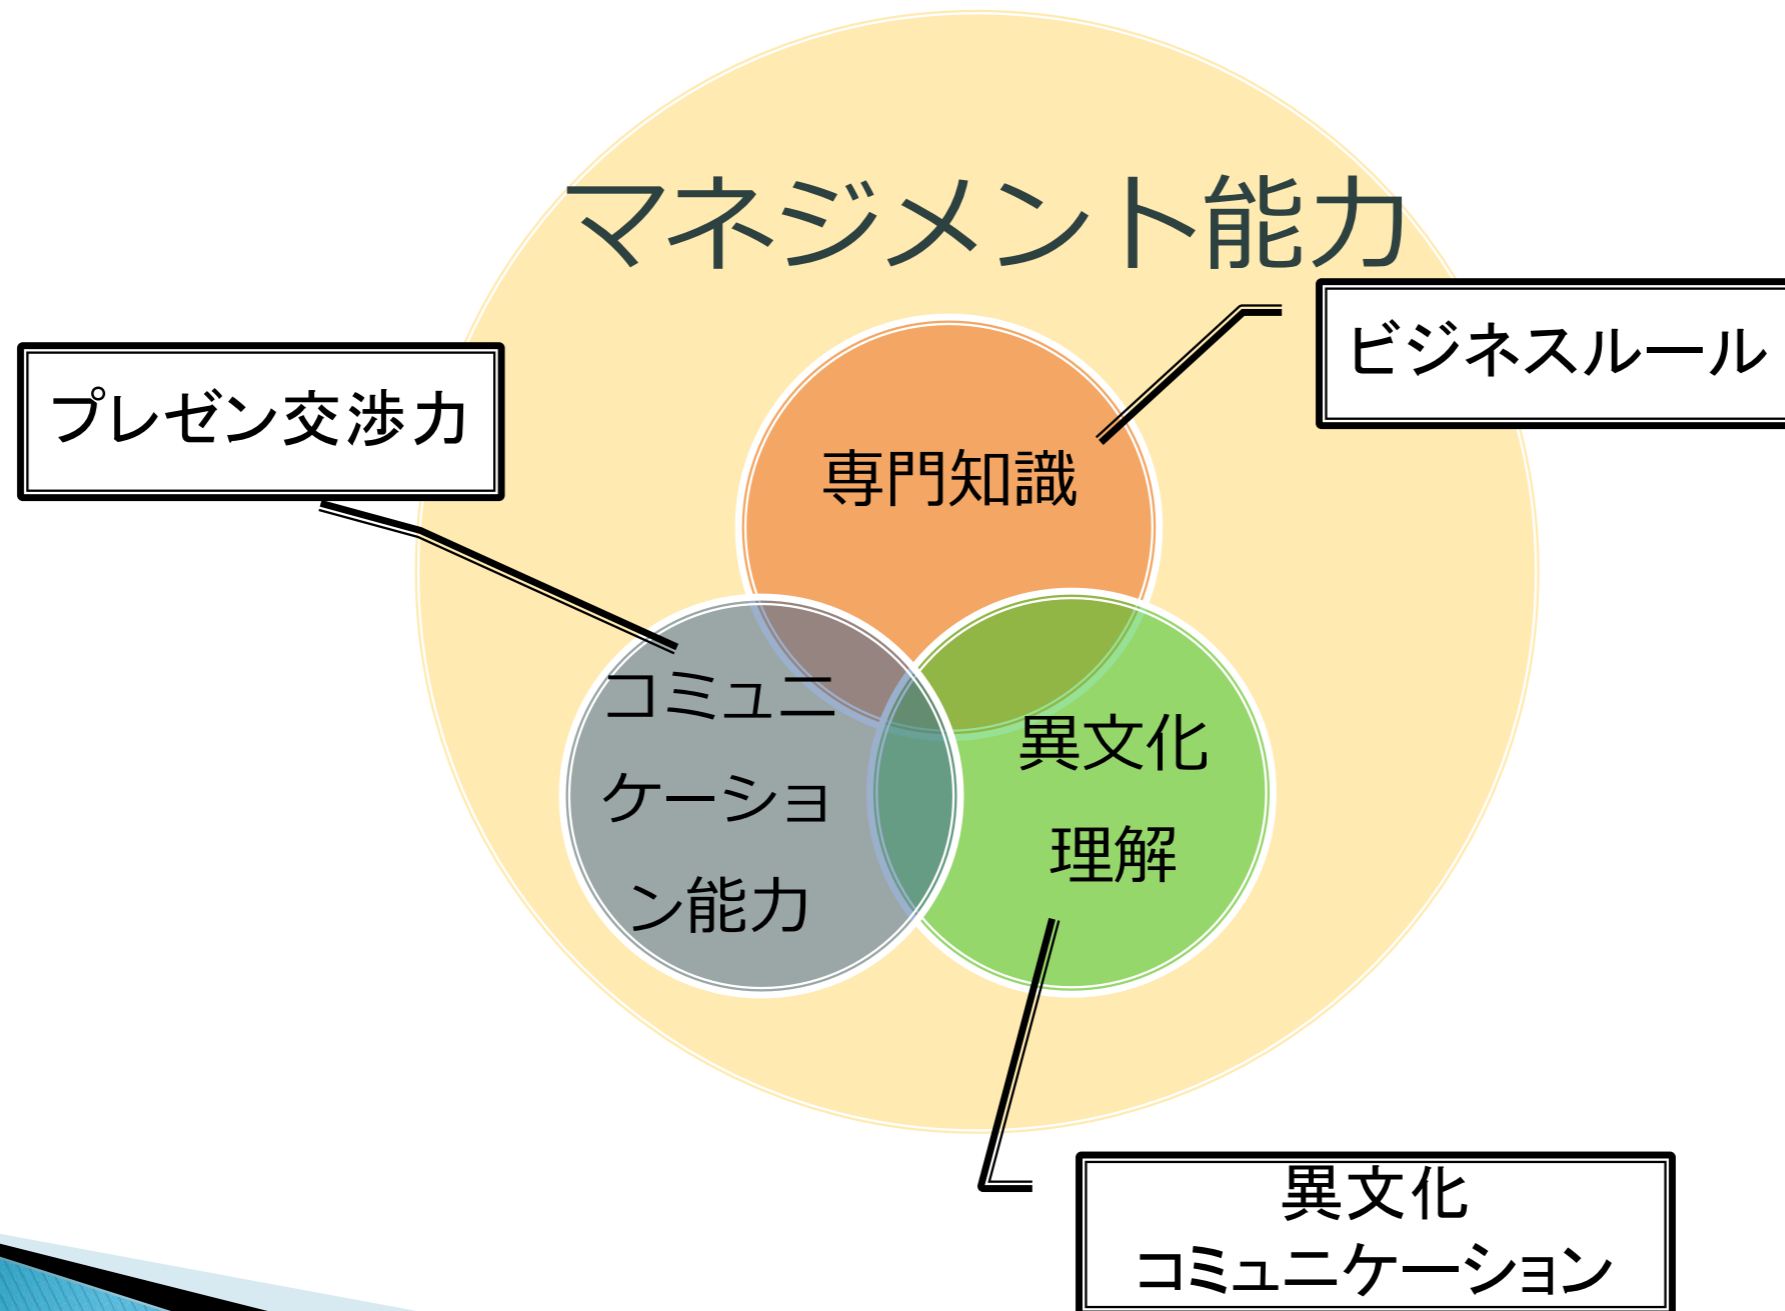 マネジメント能力
ビジネスルール
プレゼン交渉力
専門知識
コミュニ
ケーショ
ン能力
異文化
理解
異文化
コミュニケーション